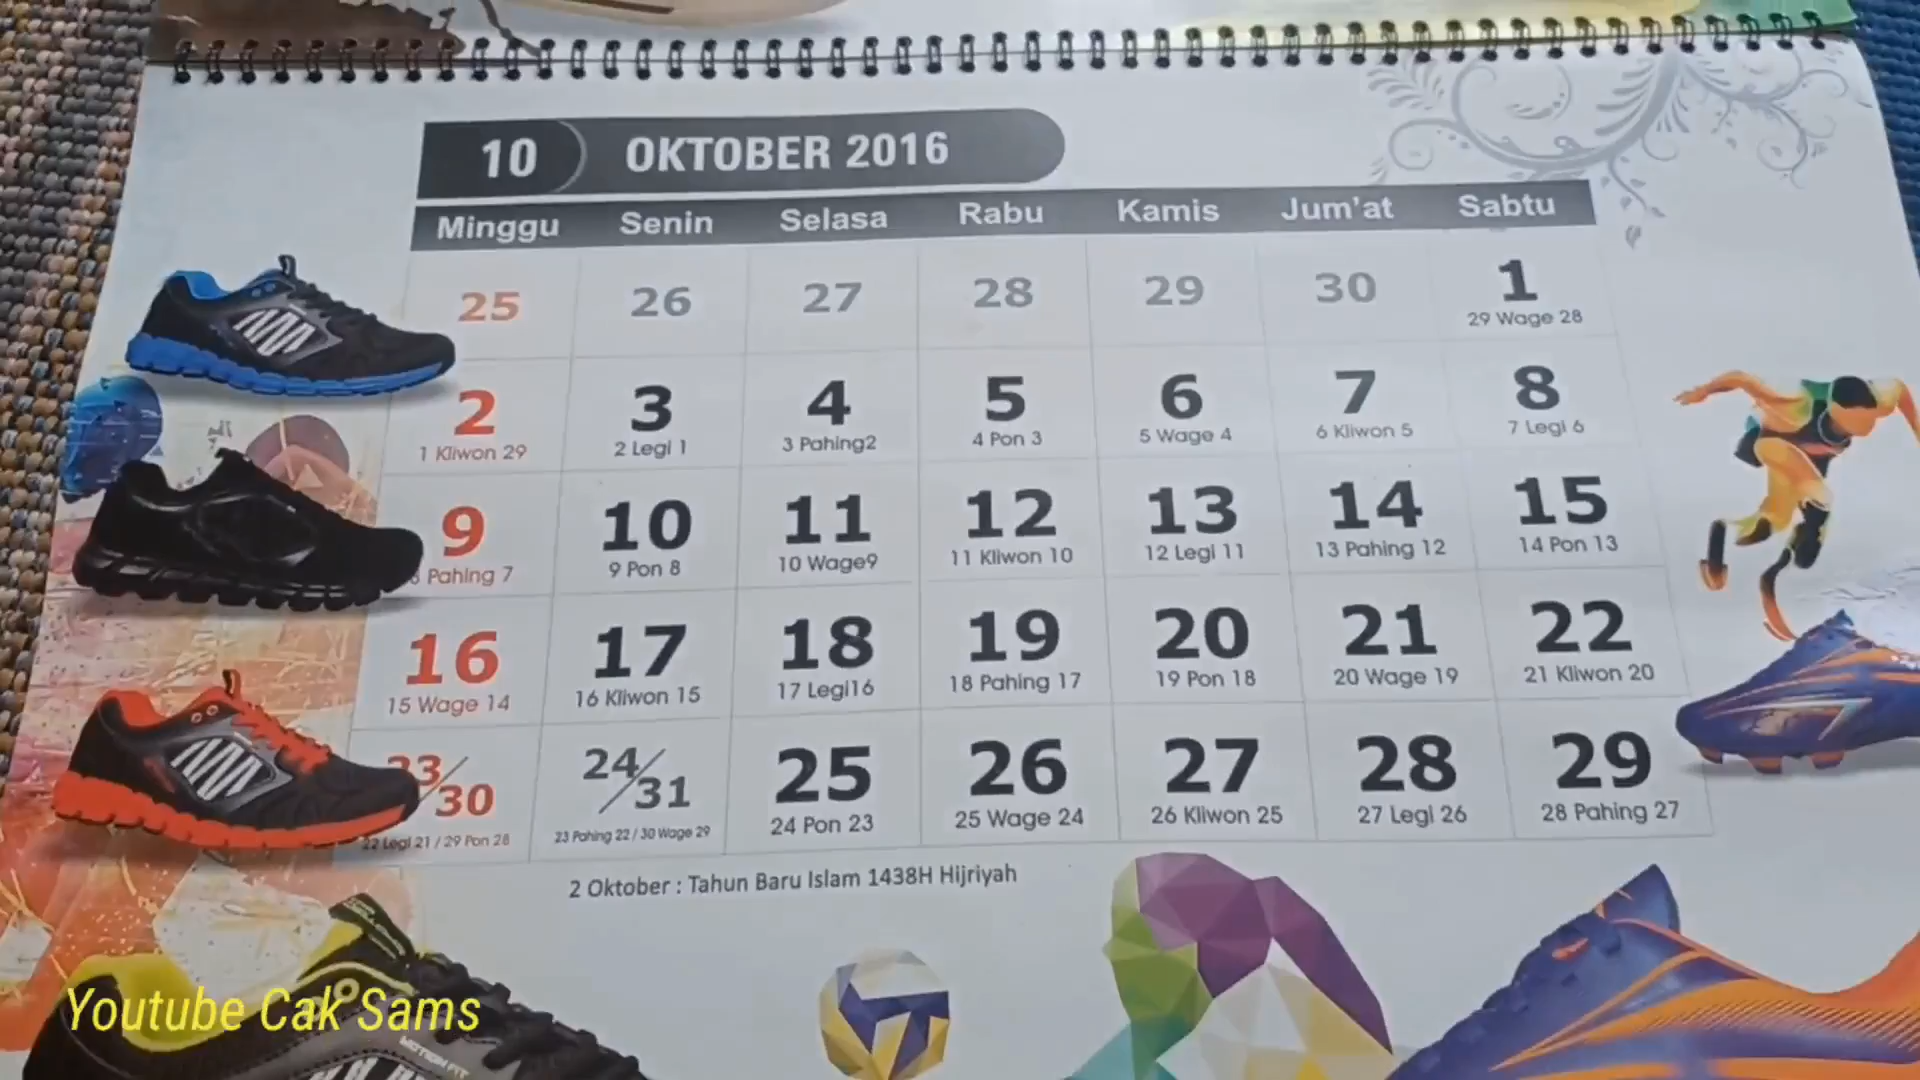 10 OKTOBER 2016
Minggu Senin Selasa Rabu Kamis Jum'at Sabtu
25 26 27 28 29 30 1
29 Wage 28
2 3 4 5 6 7 8
1 Kliwon 29 2 Legi 1 3 Pahing2 4 Pon 3 5 Wage 4 6 Kliwon 5 7 Legi 6
9 10 11 12 13 14 15
Pahing 7 9 Pon 8 10 Wage9 11 Kliwon 10 12 Legi 11 13 Pahing 12 14 Pon 13
16 17 18 19 20 21 22
15 Wage 14 16 Kliwon 15 17 Legi16 18 Pahing 17 19 Pon 18 20 Wage 19 21 Kliwon 20
23/30 24/31 25 26 27 28 29
22 Legi 21 / 29 Pon 28 23 Pahing 22 / 30 Wage 29 24 Pon 23 25 Wage 24 26 Kliwon 25 27 Legi 26 28 Pahing 27
2 Oktober : Tahun Baru Islam 1438H Hijriyah
Youtube Cak Sams
MOTION FIT